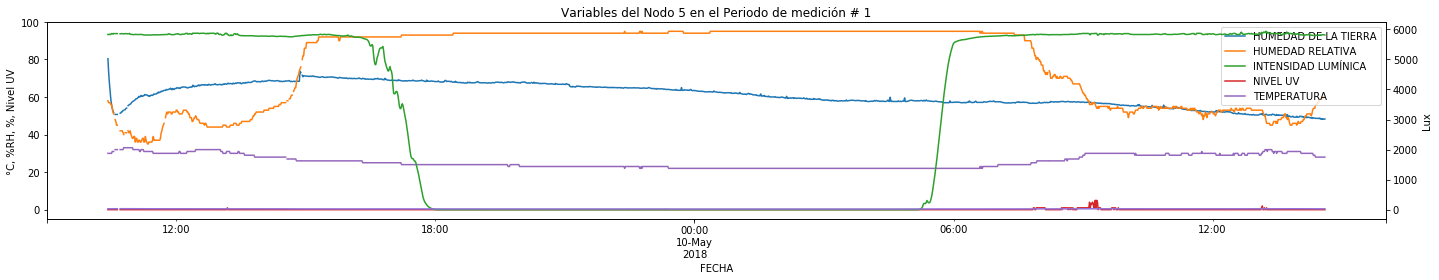 Variables del Nodo 5 en el Periodo de medición # 1
100
80
60
40
20
0
°C, %RH, %, Nivel UV
HUMEDAD DE LA TIERRA
HUMEDAD RELATIVA
INTENSIDAD LUMÍNICA
NIVEL UV
TEMPERATURA
6000
5000
4000
3000
2000
1000
0
Lux
12:00
18:00
00:00
10-May
2018
06:00
12:00
FECHA